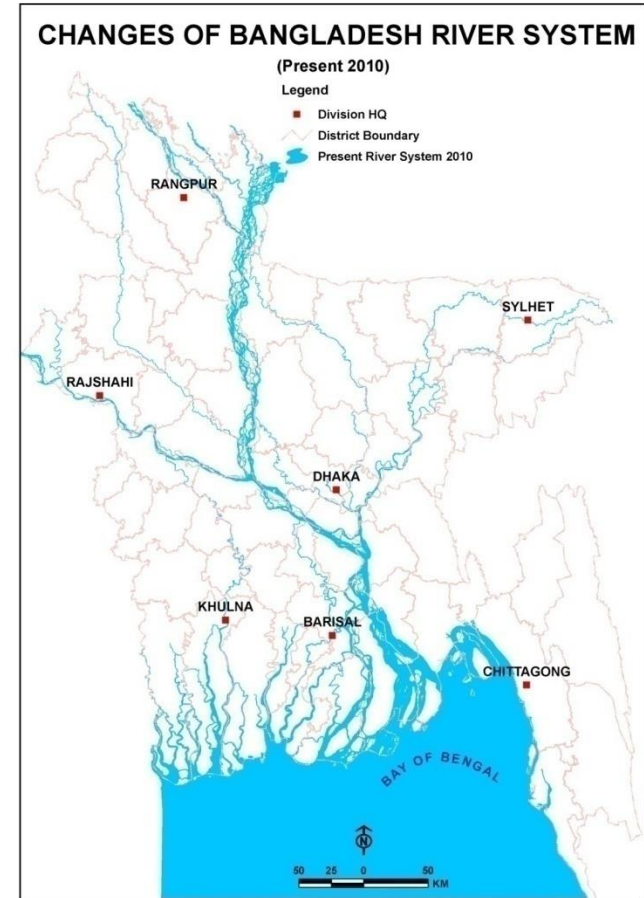 CHANGES OF BANGLADESH RIVER SYSTEM
(Present 2010)
Legend
Division HQ
District Boundary
Present River System 2010
RANGPUR
SYLHET
RAJSHAHI
DHAKA
KHULNA
BARISAL
CHITTAGONG
BAY OF BENGAL
N
50 25 0 50
KM